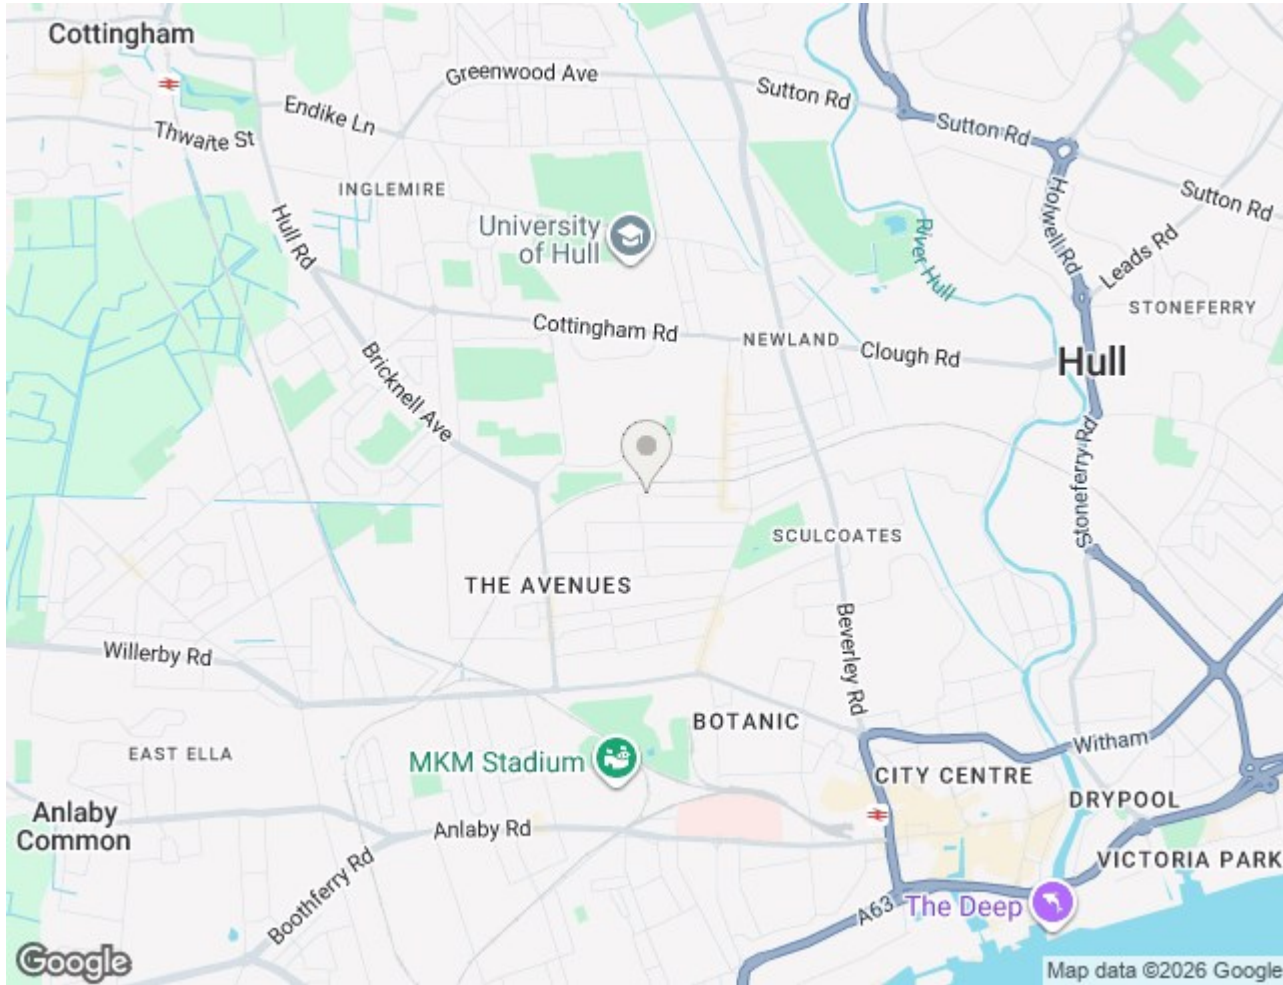 Cottingham
Greenwood Ave
Sutton Rd
Endike Ln
Thwaite St
Sutton Rd
INGLEMIRE
Sutton Rd
Hull Rd
University
of Hull
Holwell Rd
River Hull
Leads Rd
STONEFERRY
Cottingham Rd
NEWLAND
Clough Rd
Hull
Bricknell Ave
Stoneferry Rd
SCULCOATES
THE AVENUES
Willerby Rd
Beverley Rd
BOTANIC
Witham
EAST ELLA
MKM Stadium
CITY CENTRE
DRYPOOL
Anlaby
Common
Anlaby Rd
VICTORIA PARK
Boothferry Rd
A63
The Deep
Google
Map data ©2026 Google